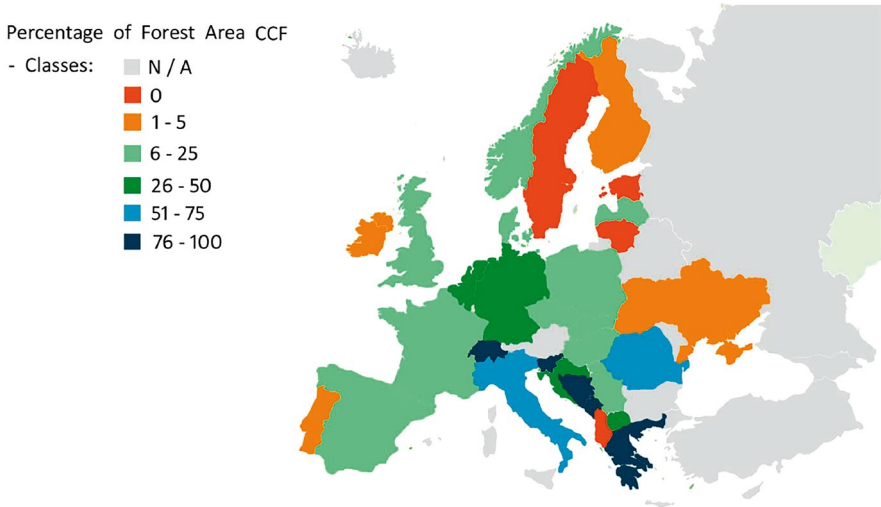 Percentage of Forest Area CCF
- Classes:
N / A
0
1 - 5
6 - 25
26 - 50
51 - 75
76 - 100